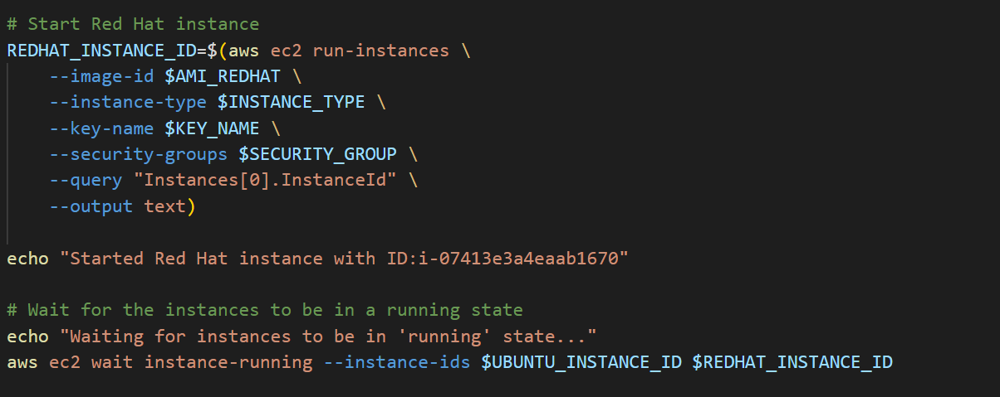 # Start Red Hat instance
REDHAT_INSTANCE_ID=$(aws ec2 run-instances \
    --image-id $AMI_REDHAT \
    --instance-type $INSTANCE_TYPE \
    --key-name $KEY_NAME \
    --security-groups $SECURITY_GROUP \
    --query "Instances[0].InstanceId" \
    --output text)

echo "Started Red Hat instance with ID:i-07413e3a4eaab1670"

# Wait for the instances to be in a running state
echo "Waiting for instances to be in 'running' state..."
aws ec2 wait instance-running --instance-ids $UBUNTU_INSTANCE_ID $REDHAT_INSTANCE_ID